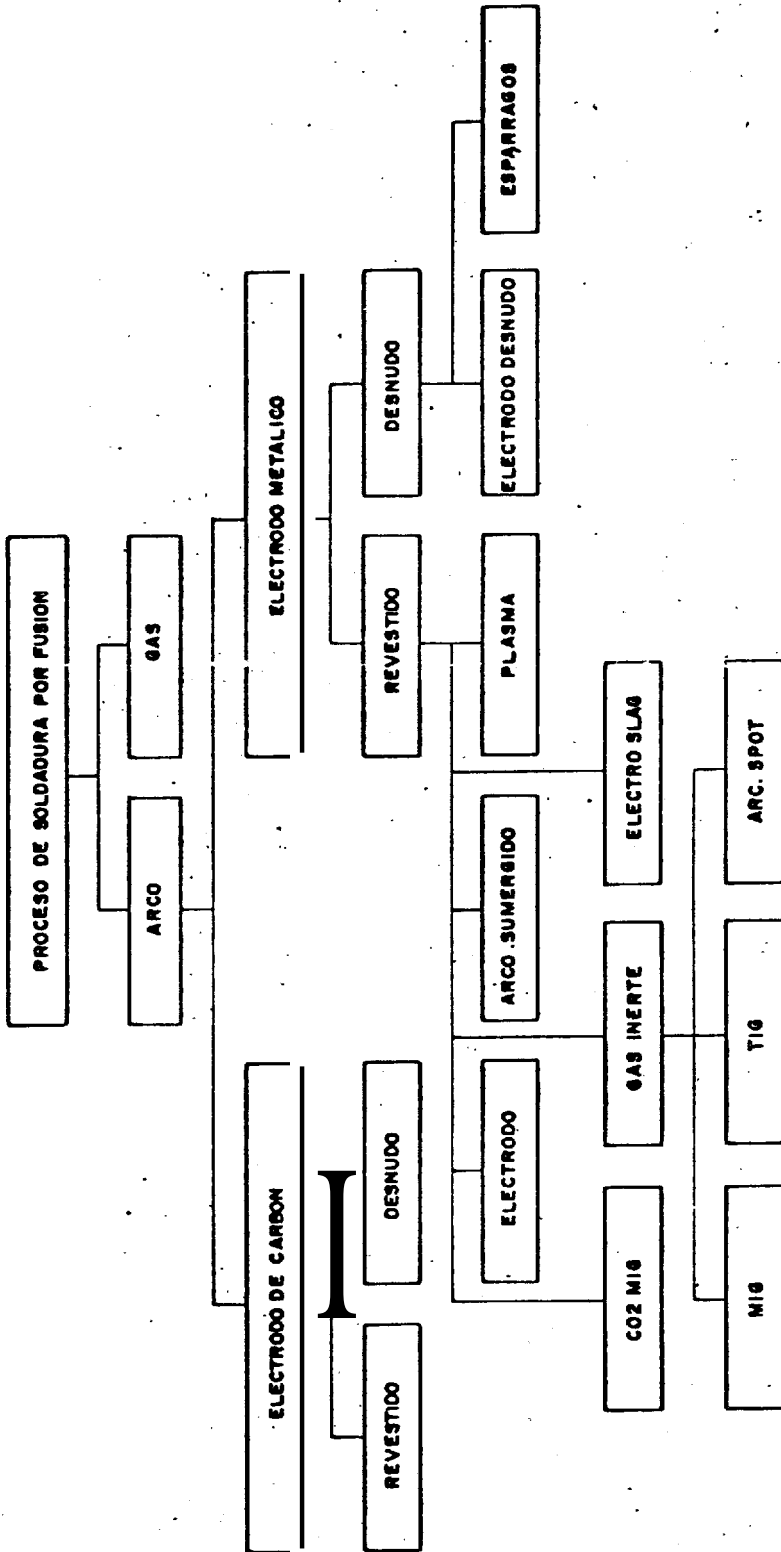 PROCESO DE SOLDADURA POR FUSION
ARCO
GAS
ELECTRODO DE CARBON
ELECTRODO METALICO
REVESTIDO
DESNUDO
REVESTIDO
DESNUDO
ELECTRODO
ARCO.SUMERGIDO
PLASMA
ELECTRODO DESNUDO
ESPARRAGOS
CO2 MIG
GAS INERTE
ELECTRO SLAG
MIG
TIG
ARC. SPOT